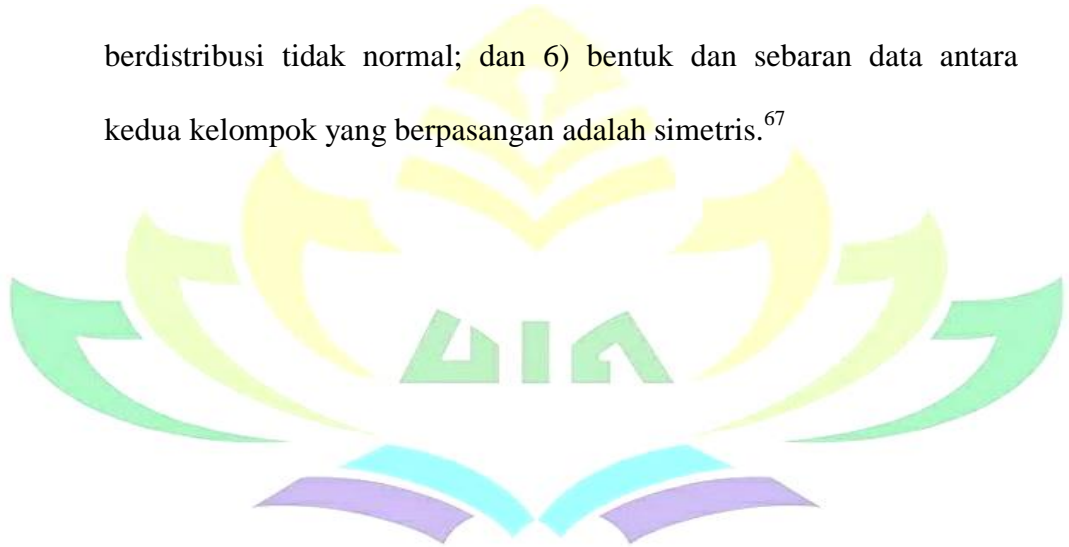 berdistribusi tidak normal; dan 6) bentuk dan sebaran data antara
kedua kelompok yang berpasangan adalah simetris.⁶⁷